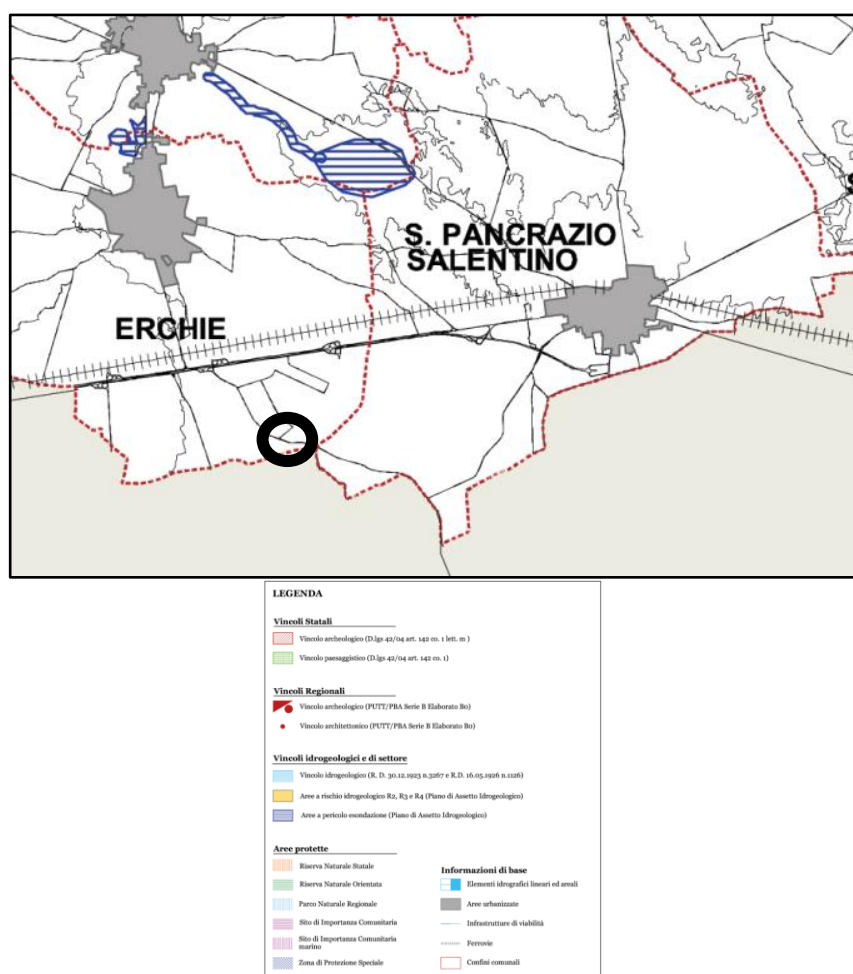 S. PANCRAZIO
SALENTINO
ERCHIE
S
LEGENDA
Vincoli Statali
Vincolo archeologico (D.lgs 42/04 art. 142 co. 1 lett. m )
Vincolo paesaggistico (D.lgs 42/04 art. 142 co. 1)
Vincoli Regionali
Vincolo archeologico (PUTT/PBA Serie B Elaborato B0)
Vincolo architettonico (PUTT/PBA Serie B Elaborato B0)
Vincoli idrogeologici e di settore
Vincolo idrogeologico (R. D. 30.12.1923 n.3267 e R.D. 16.05.1926 n.1126)
Aree a rischio idrogeologico R2, R3 e R4 (Piano di Assetto Idrogeologico)
Aree a pericolo esondazione (Piano di Assetto Idrogeologico)
Aree protette
Riserva Naturale Statale
Riserva Naturale Orientata
Parco Naturale Regionale
Sito di Importanza Comunitaria
Sito di Importanza Comunitaria
marino
Zona di Protezione Speciale
Informazioni di base
Elementi idrografici lineari ed areali
Aree urbanizzate
Infrastrutture di viabilità
Ferrovie
Confini comunali